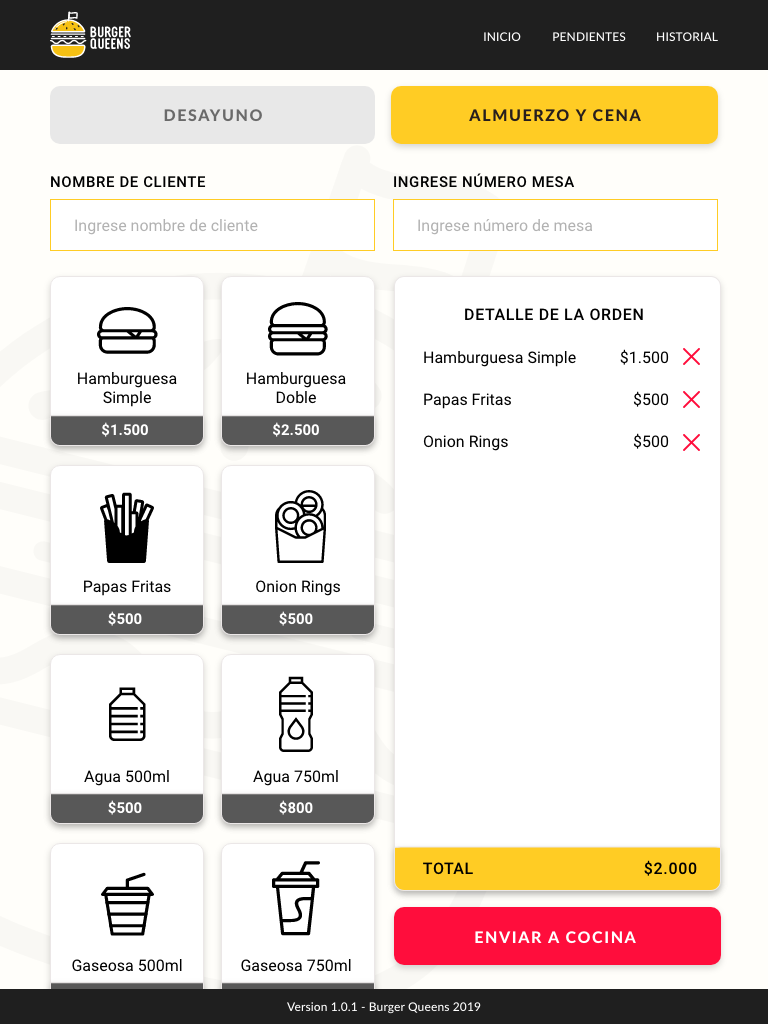 BURGER
QUEENS
INICIO
PENDIENTES
HISTORIAL
DESAYUNO
ALMUERZO Y CENA
NOMBRE DE CLIENTE
Ingrese nombre de cliente
INGRESE NÚMERO MESA
Ingrese número de mesa
Hamburguesa
Simple
$1.500
Hamburguesa
Doble
$2.500
Papas Fritas
$500
Onion Rings
$500
Agua 500ml
$500
Agua 750ml
$800
Gaseosa 500ml
Gaseosa 750ml
DETALLE DE LA ORDEN
Hamburguesa Simple $1.500
Papas Fritas $500
Onion Rings $500
TOTAL $2.000
ENVIAR A COCINA
Version 1.0.1 - Burger Queens 2019